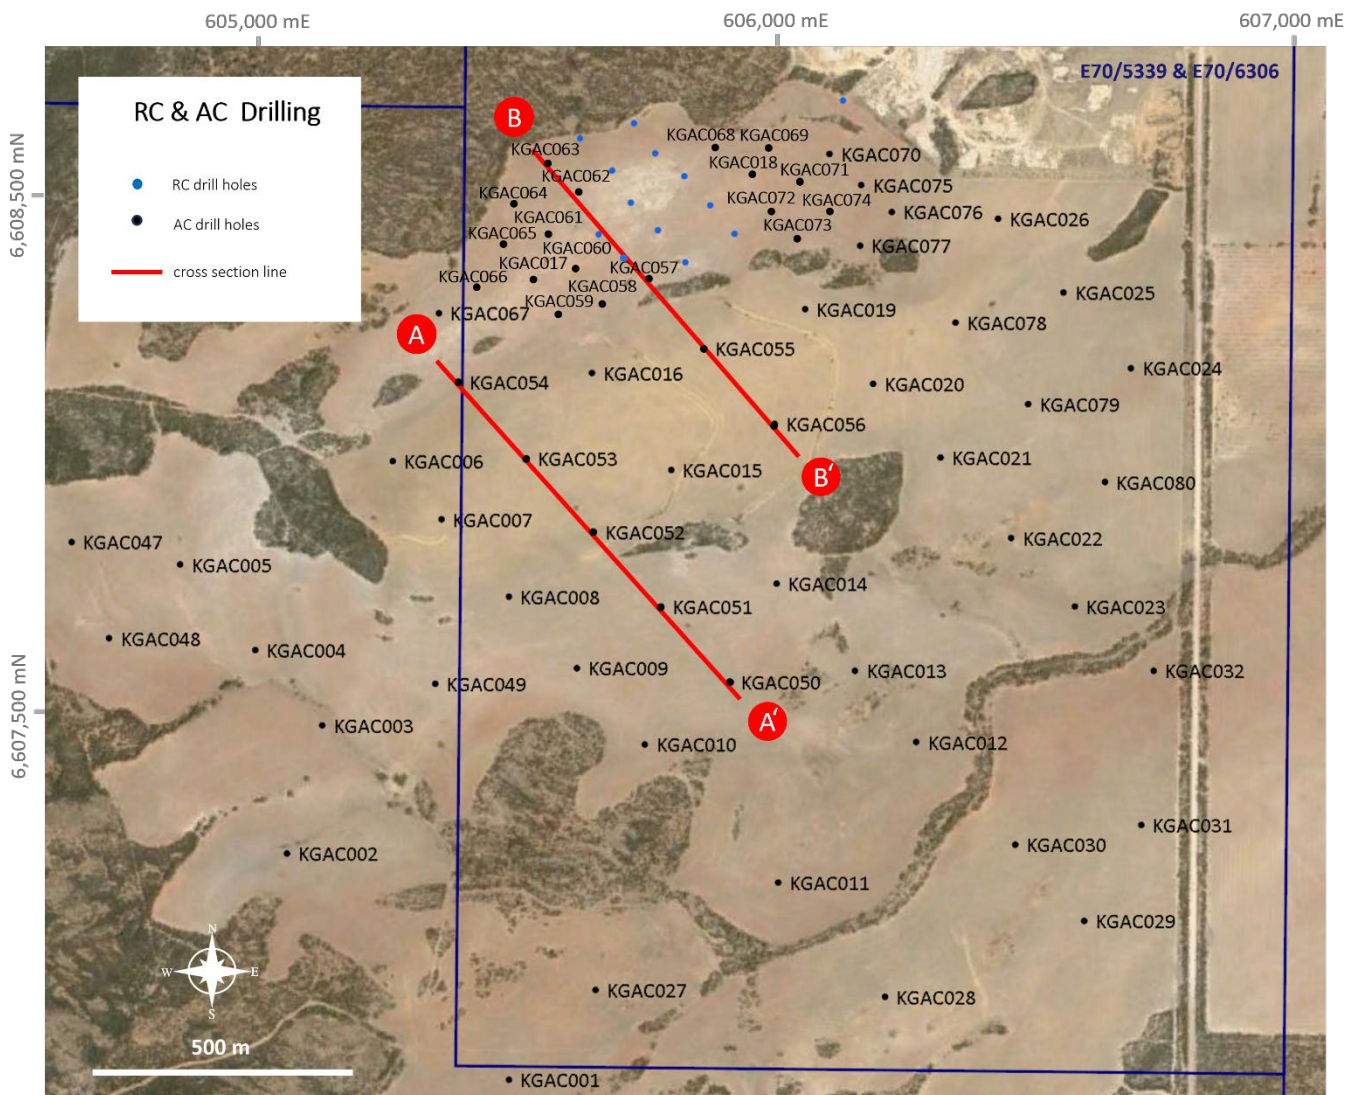 605,000 mE
606,000 mE
607,000 mE
E70/5339 & E70/6306
RC & AC Drilling
RC drill holes
AC drill holes
cross section line
6,608,500 mN
6,607,500 mN
B
KGAC063
KGAC068
KGAC069
KGAC070
KGAC062
KGAC018
KGAC071
KGAC075
KGAC064
KGAC072
KGAC074
KGAC076
KGAC026
KGAC061
KGAC073
KGAC065
KGAC060
KGAC077
KGAC017
KGAC057
KGAC066
KGAC058
KGAC025
KGAC059
KGAC067
KGAC019
KGAC078
A
KGAC055
KGAC016
KGAC024
KGAC054
KGAC020
KGAC079
KGAC056
KGAC006
KGAC053
KGAC015
KGAC021
B‘
KGAC080
KGAC007
KGAC052
KGAC022
KGAC047
KGAC005
KGAC014
KGAC008
KGAC051
KGAC023
KGAC048
KGAC004
KGAC009
KGAC013
KGAC032
KGAC049
KGAC050
A‘
KGAC003
KGAC010
KGAC012
KGAC031
KGAC030
KGAC002
KGAC011
KGAC029
N
W
E
S
KGAC027
KGAC028
500 m
KGAC001